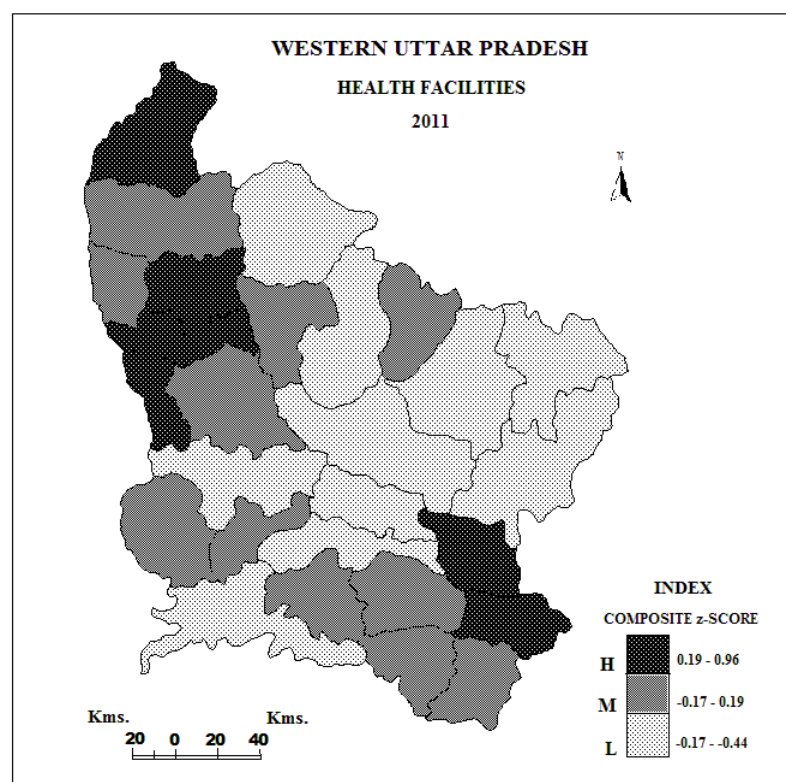 WESTERN UTTAR PRADESH
HEALTH FACILITIES
2011
N
INDEX
COMPOSITE z-SCORE
H 0.19 - 0.96
M -0.17 - 0.19
L -0.17 - -0.44
Kms. Kms.
20 0 20 40